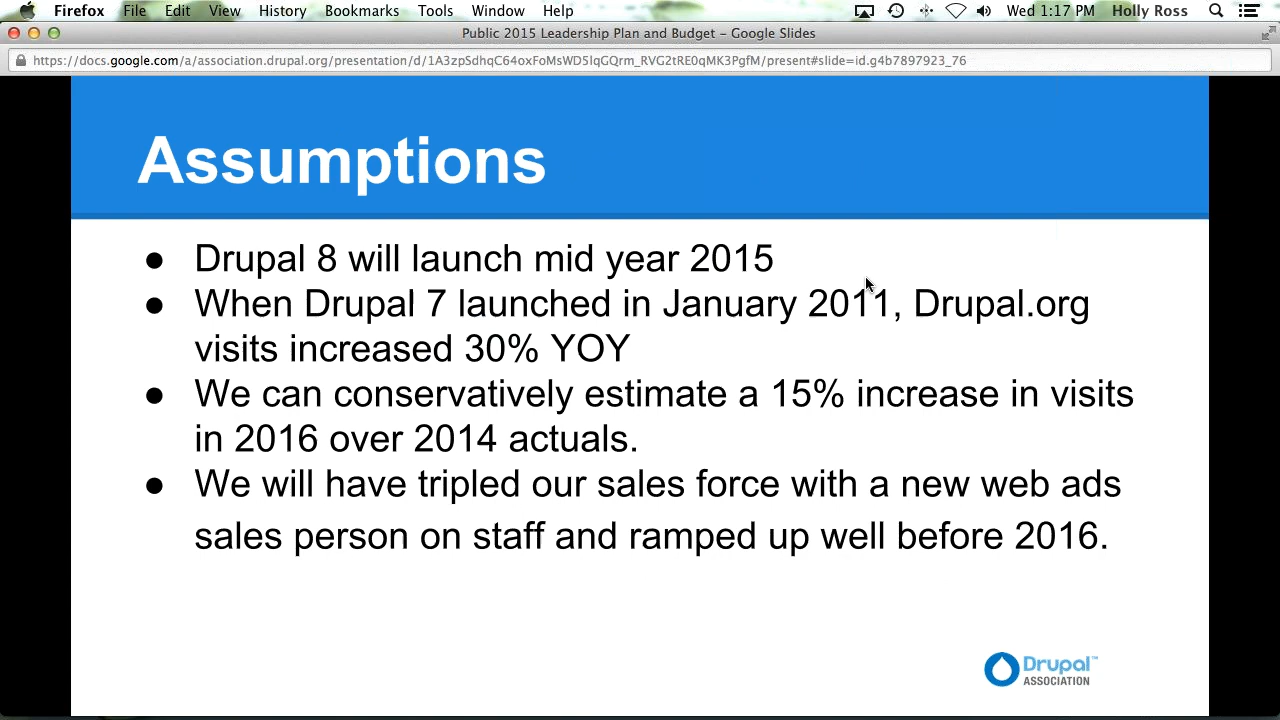 Firefox File Edit View History Bookmarks Tools Window Help Wed 1:17 PM Holly Ross
Public 2015 Leadership Plan and Budget – Google Slides
https://docs.google.com/a/association.drupal.org/presentation/d/1A3zpSdhqC64oxFoMsWD5lqGQrm_RVG2tRE0qMK3PgfM/present#slide=id.g4b7897923_76
Assumptions
● Drupal 8 will launch mid year 2015
● When Drupal 7 launched in January 2011, Drupal.org
visits increased 30% YOY
● We can conservatively estimate a 15% increase in visits
in 2016 over 2014 actuals.
● We will have tripled our sales force with a new web ads
sales person on staff and ramped up well before 2016.
Drupal™
ASSOCIATION